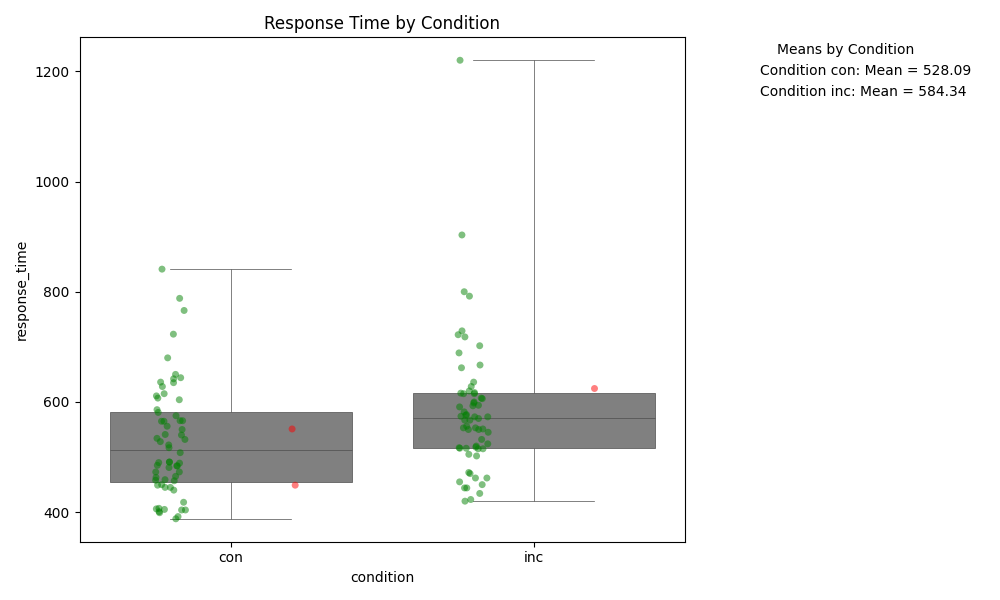 Response Time by Condition
Means by Condition
Condition con: Mean = 528.09
Condition inc: Mean = 584.34
1200
1000
800
600
400
response_time
con
inc
condition